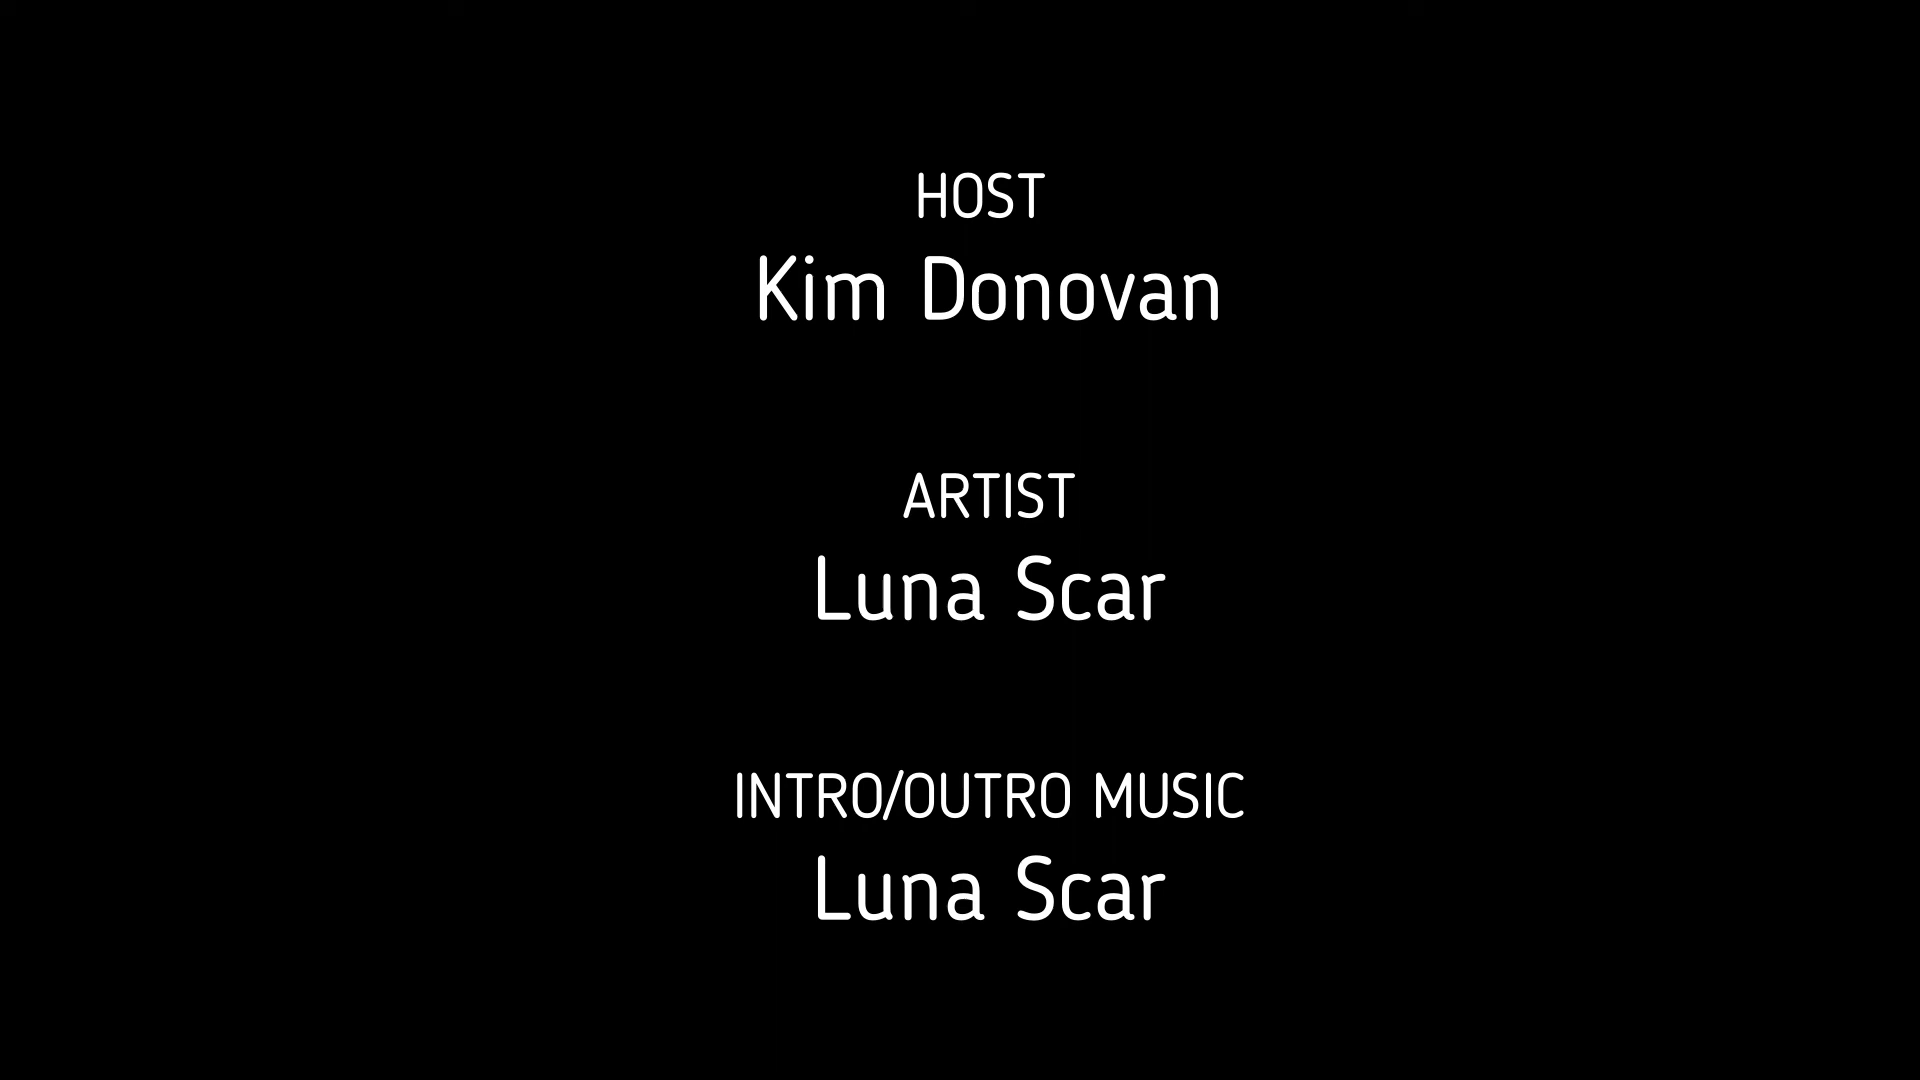 HOST
Kim Donovan
ARTIST
Luna Scar
INTRO/OUTRO MUSIC
Luna Scar